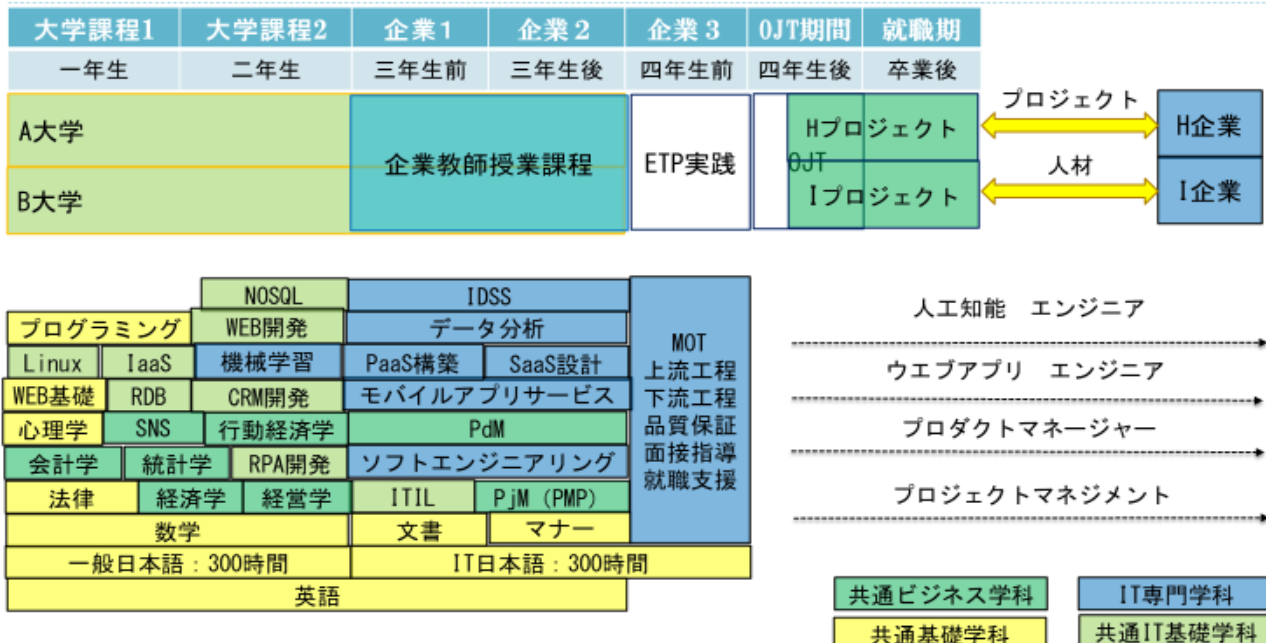 大学課程1 大学課程2 企業1 企業2 企業3 OJT期間 就職期
一年生 二年生 三年生前 三年生後 四年生前 四年生後 卒業後
A大学
B大学
企業教師授業課程
ETP実践
OJT
Hプロジェクト
Iプロジェクト
プロジェクト
人材
H企業
I企業
NOSQL IDSS
プログラミング WEB開発 データ分析
Linux IaaS 機械学習 PaaS構築 SaaS設計
WEB基礎 RDB CRM開発 モバイルアプリサービス
心理学 SNS 行動経済学 PdM
会計学 統計学 RPA開発 ソフトエンジニアリング
法律 経済学 経営学 ITIL PjM (PMP)
数学 文書 マナー
一般日本語:300時間 IT日本語:300時間
英語
MOT
上流工程
下流工程
品質保証
面接指導
就職支援
人工知能 エンジニア
ウエブアプリ エンジニア
プロダクトマネージャー
プロジェクトマネジメント
共通ビジネス学科 IT専門学科
共通基礎学科 共通IT基礎学科